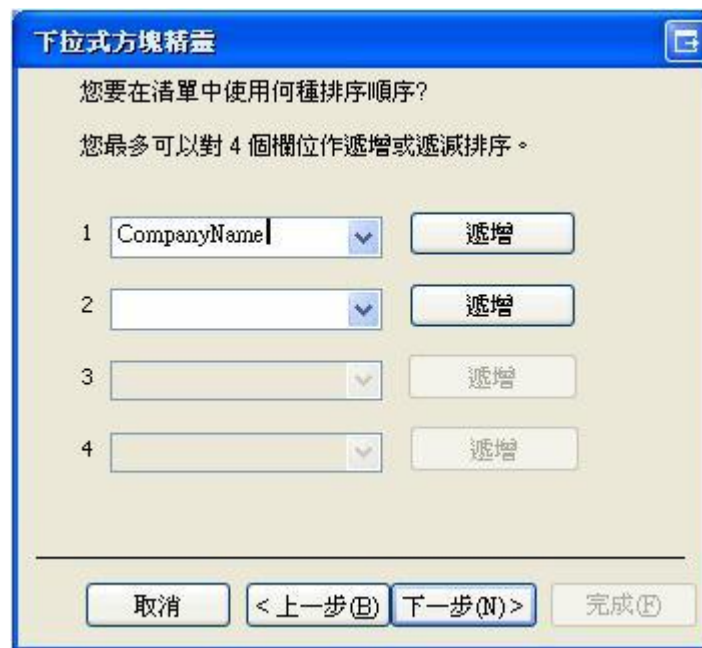 下拉式方塊精靈
您要在清單中使用何種排序順序?
您最多可以對 4 個欄位作遞增或遞減排序。
1 CompanyName 遞增
2 遞增
3 遞增
4 遞增
取消 <上一步(B) 下一步(N)> 完成(F)